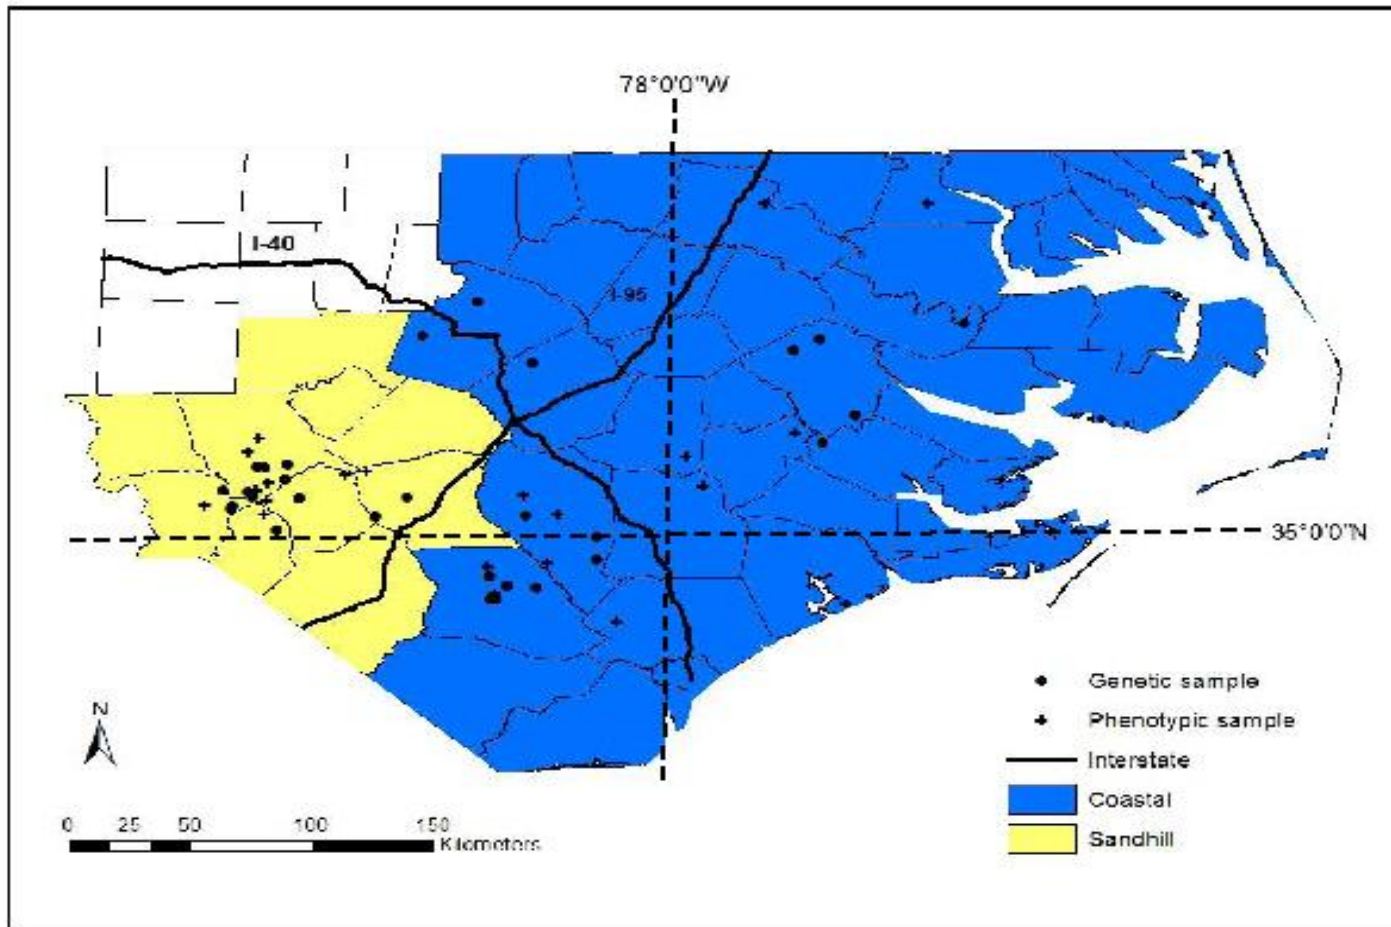 78°0'0"W
I-40
I-95
35°0'0"N
N
Genetic sample
Phenotypic sample
Interstate
Coastal
Sandhill
0 25 50 100 150
Kilometers